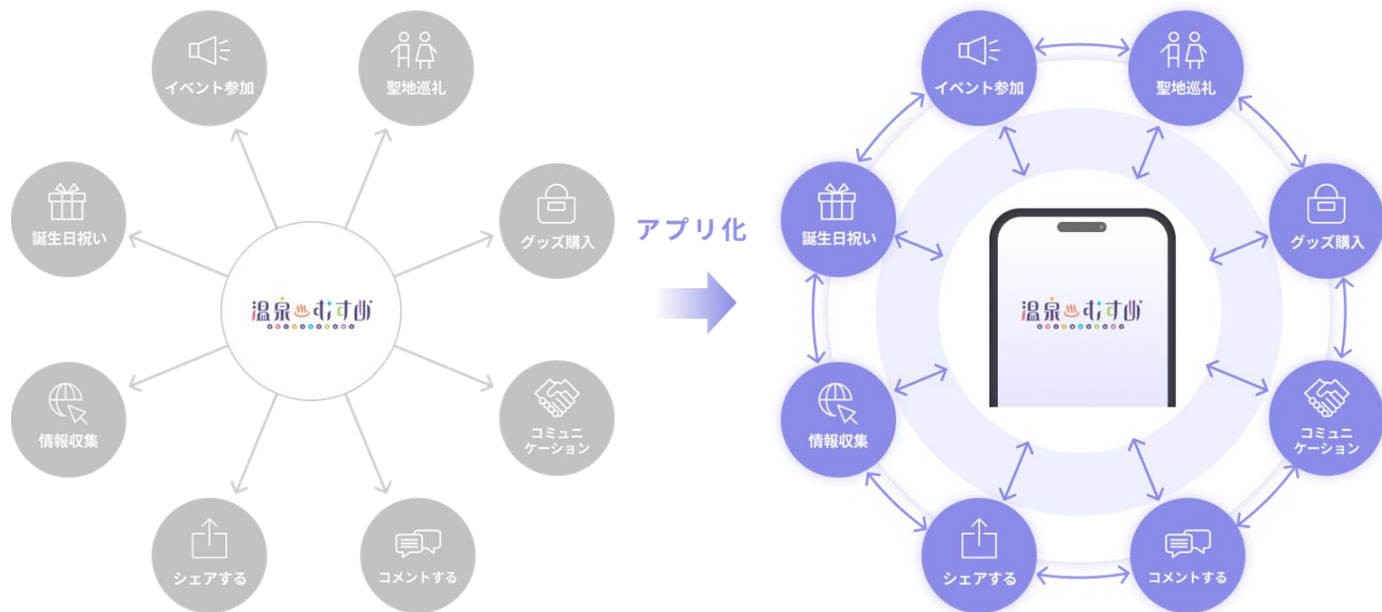 イベント参加
聖地巡礼
誕生日祝い
グッズ購入
温泉むすめ
情報収集
コミュニ
ケーション
シェアする
コメントする
アプリ化
イベント参加
聖地巡礼
誕生日祝い
グッズ購入
温泉むすめ
情報収集
コミュニ
ケーション
シェアする
コメントする